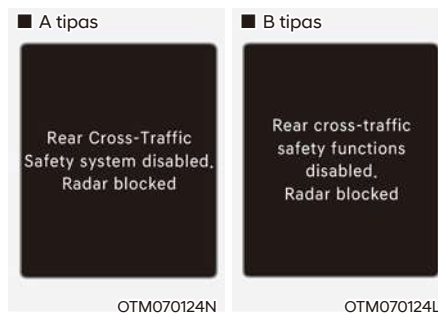 ■ A tipas
Rear Cross-Traffic
Safety system disabled.
Radar blocked
OTM070124N
■ B tipas
Rear cross-traffic
safety functions
disabled.
Radar blocked
OTM070124L